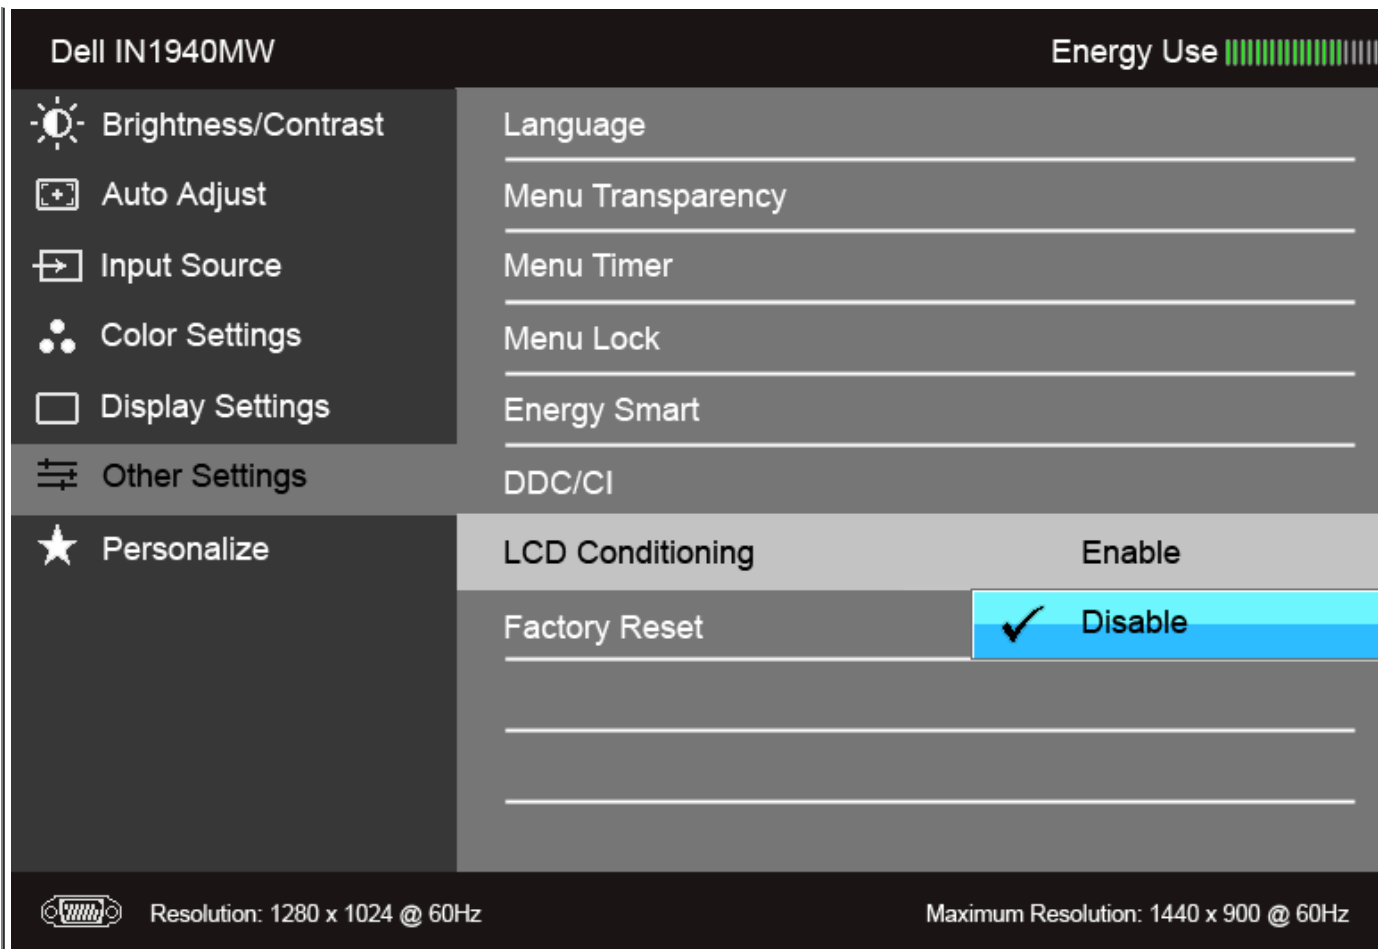 Dell IN1940MW
Energy Use
Brightness/Contrast
Auto Adjust
Input Source
Color Settings
Display Settings
Other Settings
Personalize
Language
Menu Transparency
Menu Timer
Menu Lock
Energy Smart
DDC/CI
LCD Conditioning
Enable
Factory Reset
Disable
Resolution: 1280 x 1024 @ 60Hz
Maximum Resolution: 1440 x 900 @ 60Hz